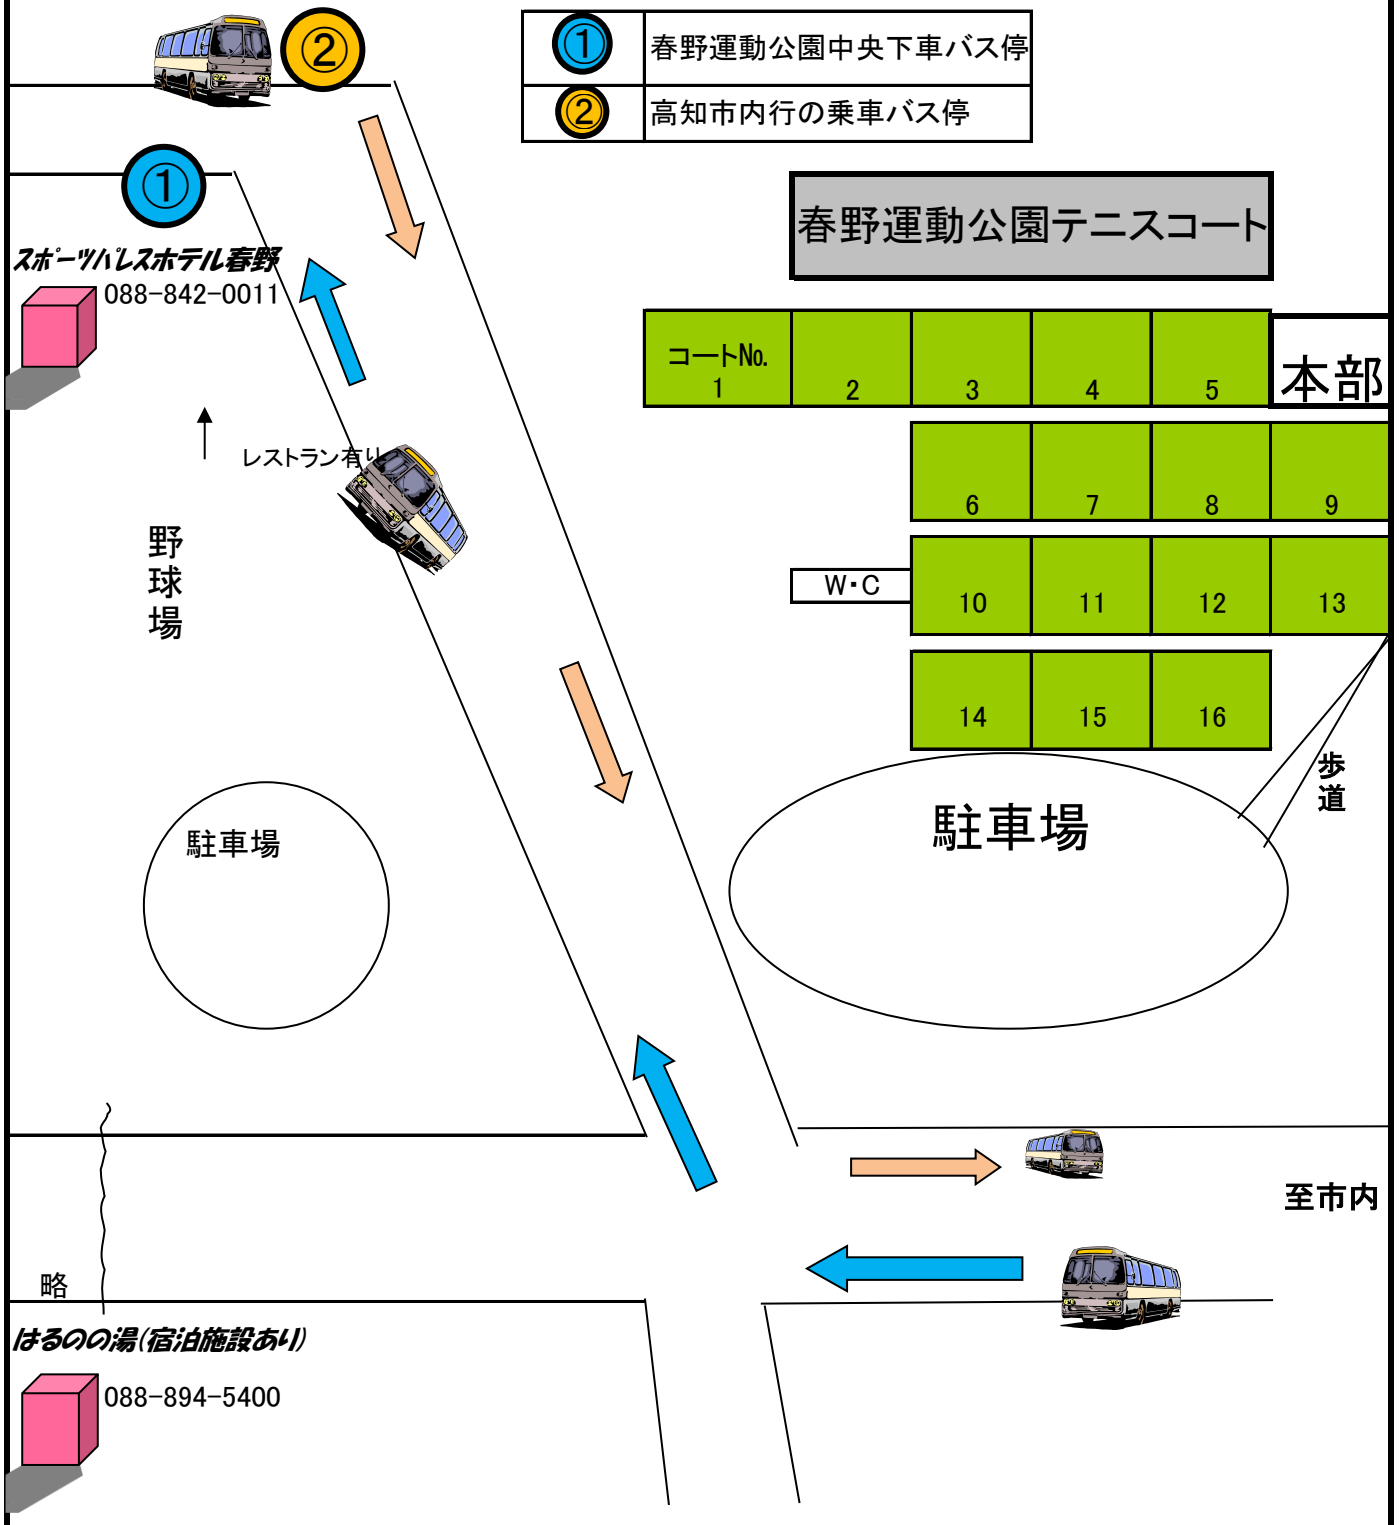 ②
① 春野運動公園中央下車バス停
② 高知市内行の乗車バス停
①
春野運動公園テニスコート
スポーツパレスホテル春野
088-842-0011
コートNo.
1 2 3 4 5 本部
レストラン有り
6 7 8 9
野球場
W・C
10 11 12 13
14 15 16
歩道
駐車場
駐車場
至市内
略
はるのの湯(宿泊施設あり)
088-894-5400